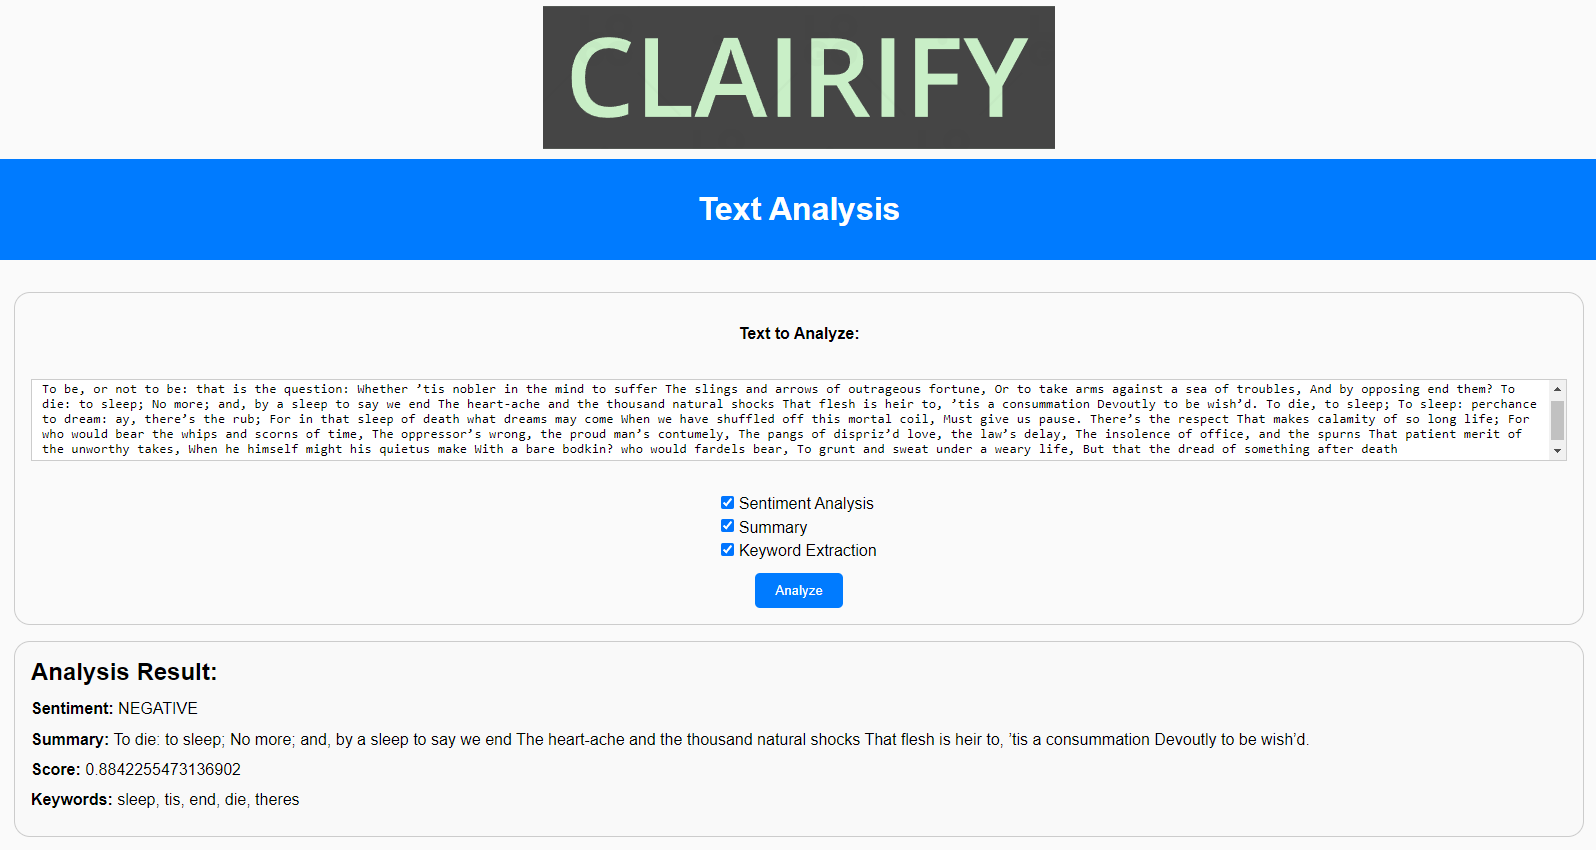 CLAIRIFY
Text Analysis
Text to Analyze:
To be, or not to be: that is the question: Whether ’tis nobler in the mind to suffer The slings and arrows of outrageous fortune, Or to take arms against a sea of troubles, And by opposing end them? To
die: to sleep; No more; and, by a sleep to say we end The heart-ache and the thousand natural shocks That flesh is heir to, ’tis a consummation Devoutly to be wish’d. To die, to sleep; To sleep: perchance
to dream: ay, there’s the rub; For in that sleep of death what dreams may come When we have shuffled off this mortal coil, Must give us pause. There’s the respect That makes calamity of so long life; For
who would bear the whips and scorns of time, The oppressor’s wrong, the proud man’s contumely, The pangs of dispriz’d love, the law’s delay, The insolence of office, and the spurns That patient merit of
the unworthy takes, When he himself might his quietus make With a bare bodkin? who would fardels bear, To grunt and sweat under a weary life, But that the dread of something after death
Sentiment Analysis
Summary
Keyword Extraction
Analyze
Analysis Result:
Sentiment: NEGATIVE
Summary: To die: to sleep; No more; and, by a sleep to say we end The heart-ache and the thousand natural shocks That flesh is heir to, ’tis a consummation Devoutly to be wish’d.
Score: 0.8842255473136902
Keywords: sleep, tis, end, die, theres